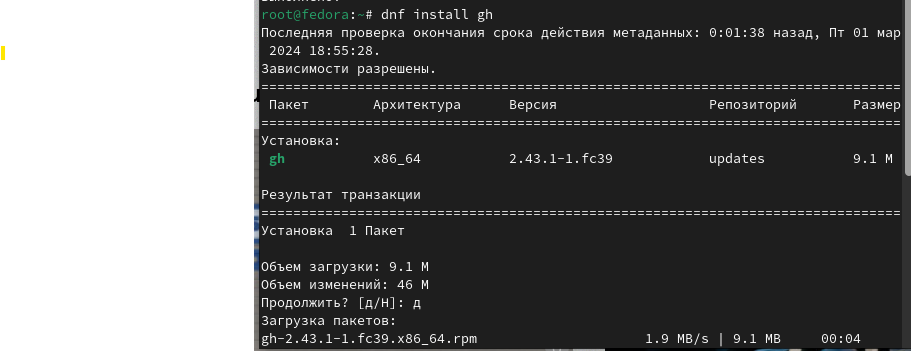 root@fedora:~# dnf install gh
Последняя проверка окончания срока действия метаданных: 0:01:38 назад, Пт 01 мар
2024 18:55:28.
Зависимости разрешены.
================================================================================
Пакет Архитектура Версия Репозиторий Размер
================================================================================
Установка:
gh x86_64 2.43.1-1.fc39 updates 9.1 M
Результат транзакции
================================================================================
Установка 1 Пакет
Объем загрузки: 9.1 M
Объем изменений: 46 M
Продолжить? [д/Н]: д
Загрузка пакетов:
gh-2.43.1-1.fc39.x86_64.rpm 1.9 MB/s | 9.1 MB 00:04